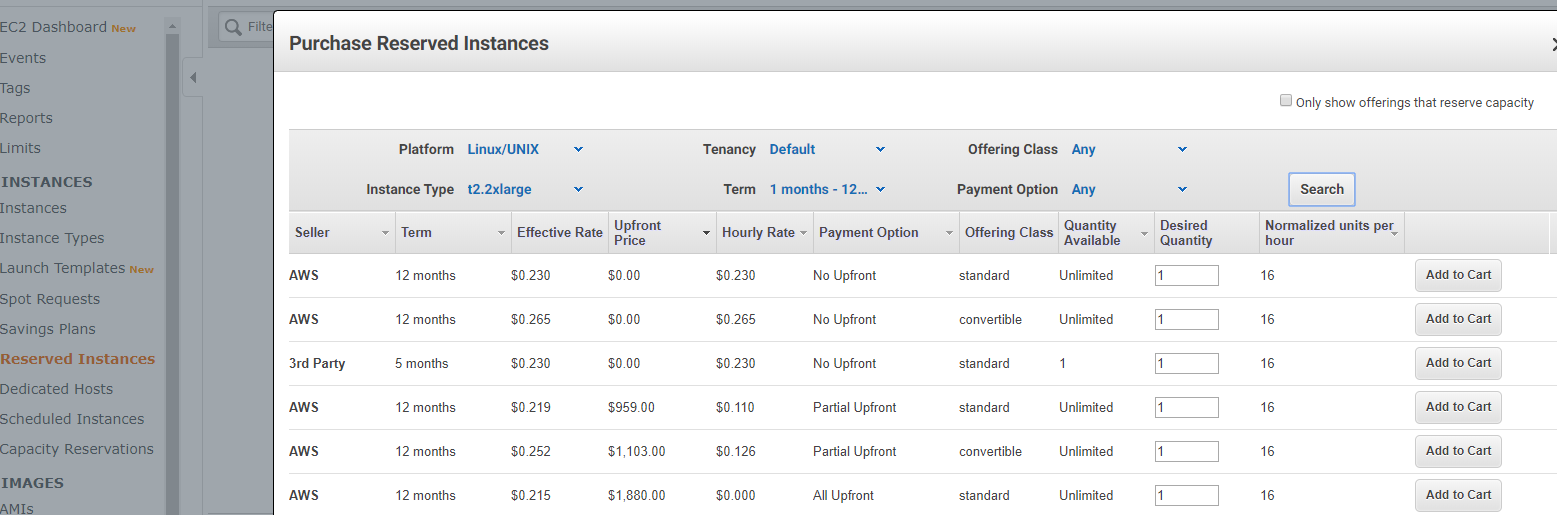 EC2 Dashboard New
Events
Tags
Reports
Limits
INSTANCES
Instances
Instance Types
Launch Templates New
Spot Requests
Savings Plans
Reserved Instances
Dedicated Hosts
Scheduled Instances
Capacity Reservations
IMAGES
AMIs
Filte
Purchase Reserved Instances
Only show offerings that reserve capacity
Platform Linux/UNIX Tenancy Default Offering Class Any
Instance Type t2.2xlarge Term 1 months - 12... Payment Option Any Search
Seller Term Effective Rate Upfront Price Hourly Rate Payment Option Offering Class Quantity Available Desired Quantity Normalized units per hour
AWS 12 months $0.230 $0.00 $0.230 No Upfront standard Unlimited 1 16 Add to Cart
AWS 12 months $0.265 $0.00 $0.265 No Upfront convertible Unlimited 1 16 Add to Cart
3rd Party 5 months $0.230 $0.00 $0.230 No Upfront standard 1 1 16 Add to Cart
AWS 12 months $0.219 $959.00 $0.110 Partial Upfront standard Unlimited 1 16 Add to Cart
AWS 12 months $0.252 $1,103.00 $0.126 Partial Upfront convertible Unlimited 1 16 Add to Cart
AWS 12 months $0.215 $1,880.00 $0.000 All Upfront standard Unlimited 1 16 Add to Cart